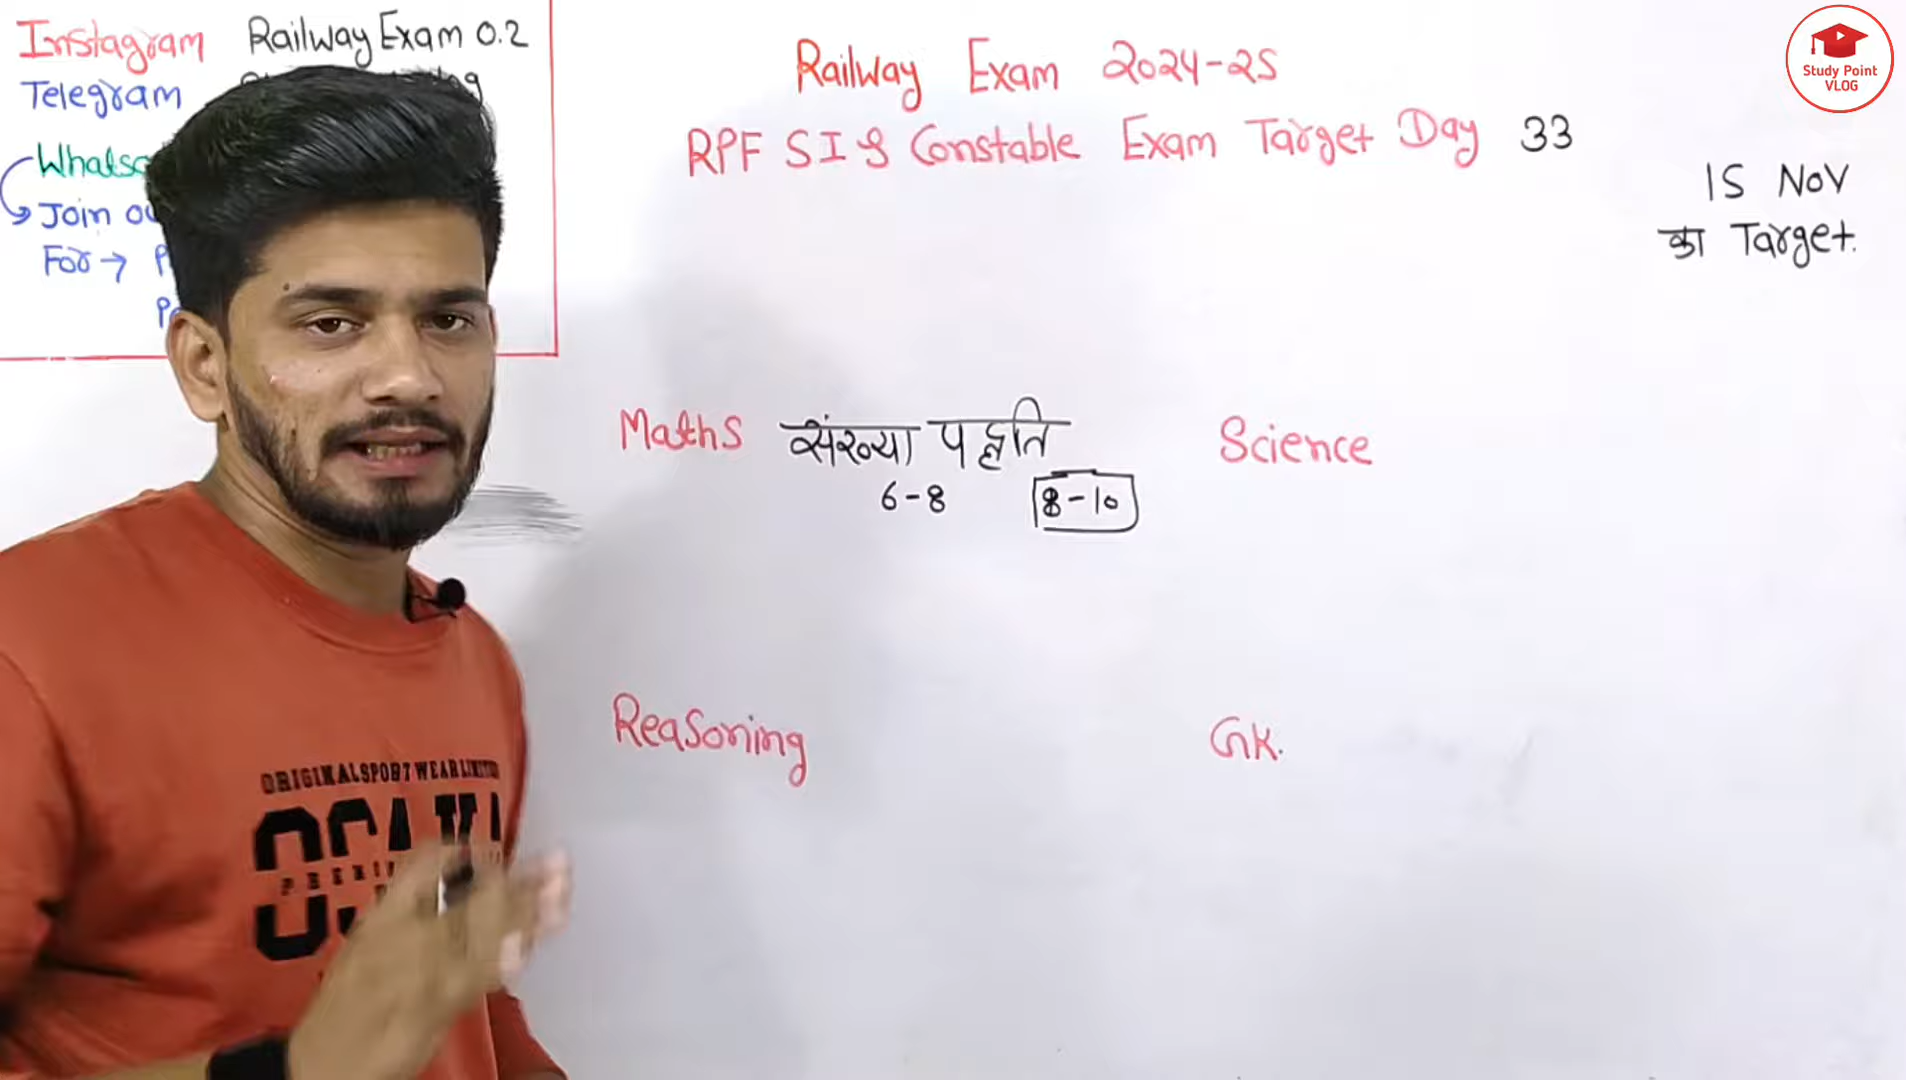 Instagram Railway Exam 0.2
Telegram
Join
For →
Railway Exam 2024-25
RPF SI & Constable Exam Target Day 33
15 Nov
का Target.
Study Point
VLOG
Maths संख्या पद्धति
6-8 8-10
Science
Reasoning
GK.
ORIGINALSPORTWEARLIMITED
OSAKA